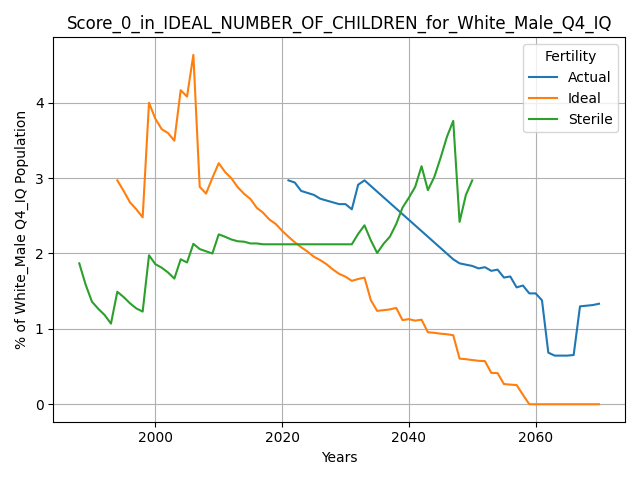 Score_0_in_IDEAL_NUMBER_OF_CHILDREN_for_White_Male_Q4_IQ
Fertility
Actual
Ideal
Sterile
% of White_Male Q4_IQ Population
4
3
2
1
0
2000 2020 2040 2060
Years